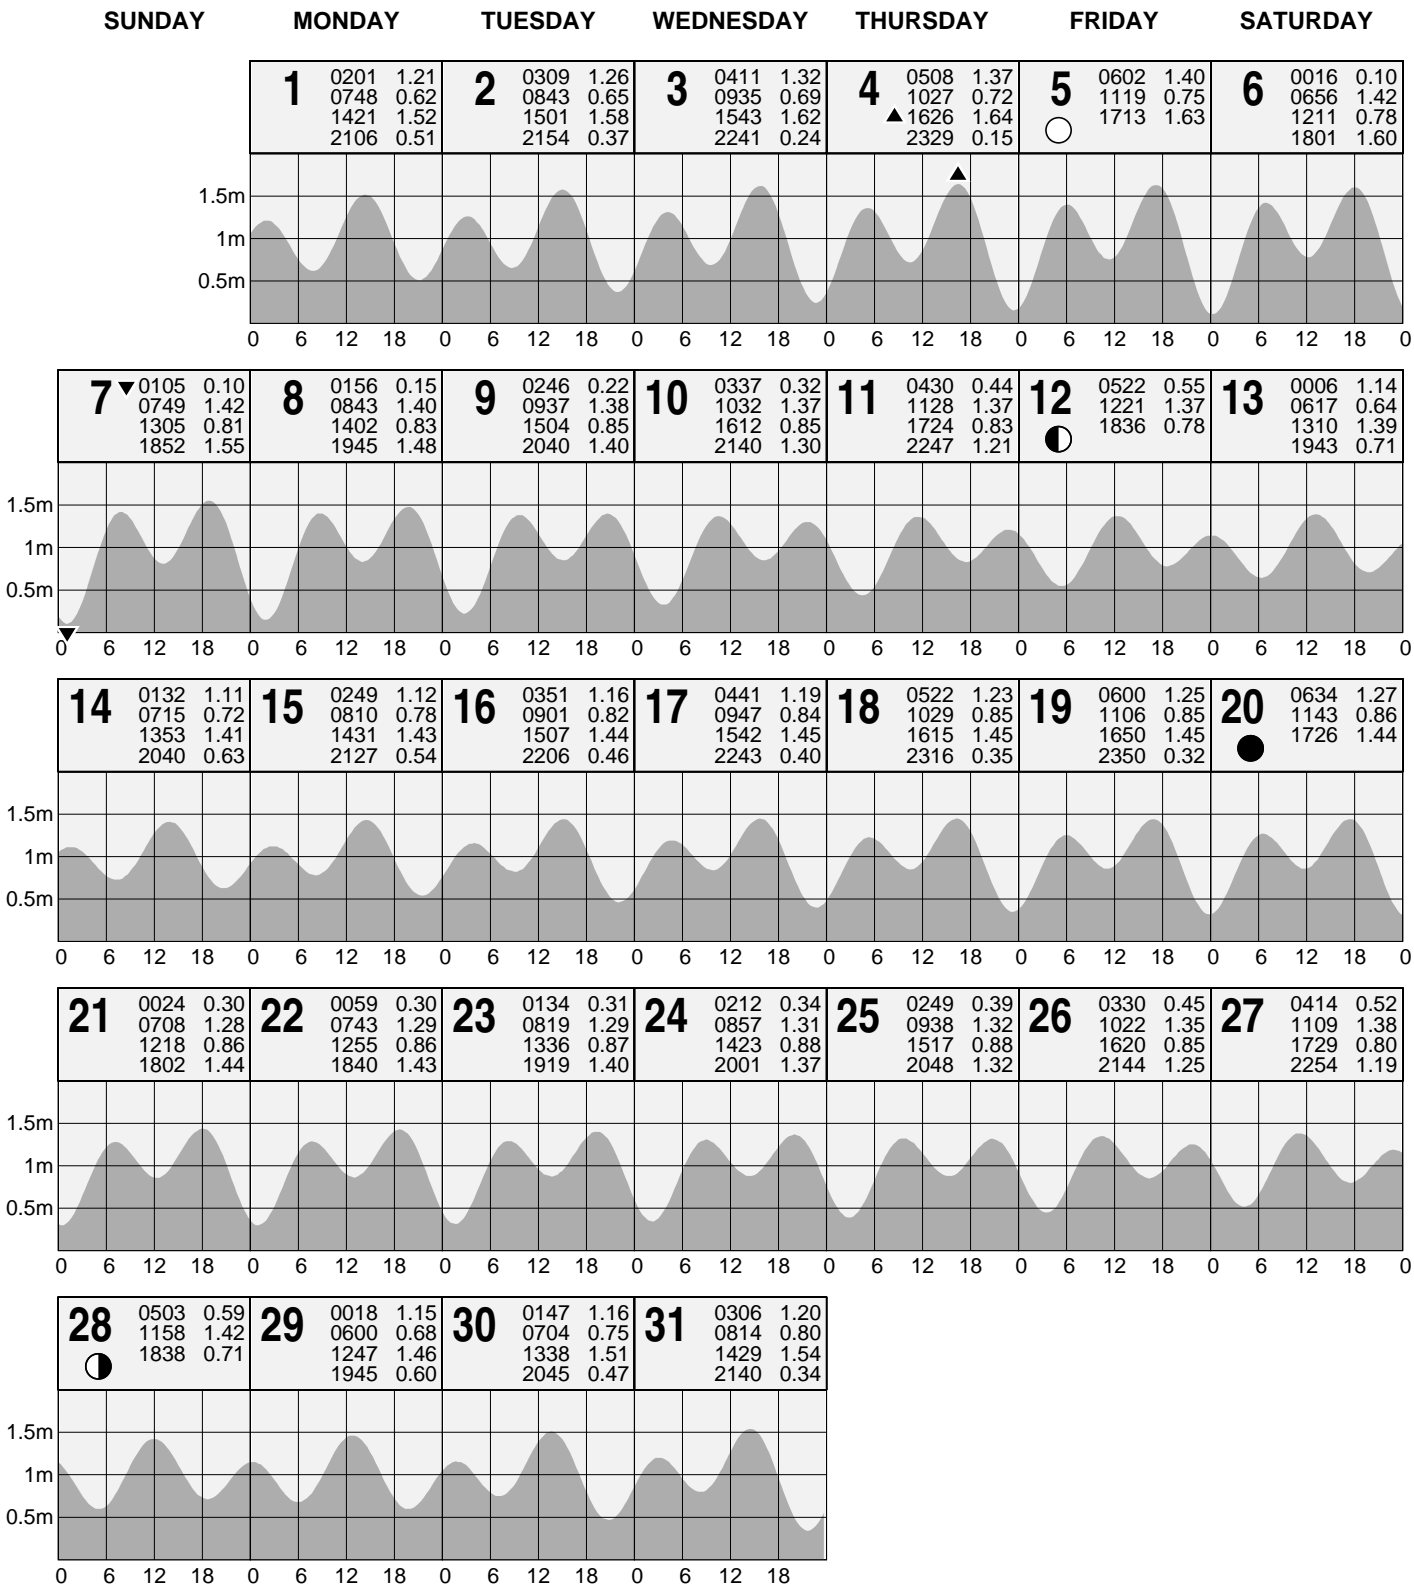 SUNDAY MONDAY TUESDAY WEDNESDAY THURSDAY FRIDAY SATURDAY
1 0201 1.21
0748 0.62
1421 1.52
2106 0.51
2 0309 1.26
0843 0.65
1501 1.58
2154 0.37
3 0411 1.32
0935 0.69
1543 1.62
2241 0.24
4 0508 1.37
1027 0.72
▲1626 1.64
2329 0.15
5 0602 1.40
1119 0.75
1713 1.63
6 0016 0.10
0656 1.42
1211 0.78
1801 1.60
1.5m
1m
0.5m
0 6 12 18 0 6 12 18 0 6 12 18 0 6 12 18 0 6 12 18 0 6 12 18 0
7 ▼0105 0.10
0749 1.42
1305 0.81
1852 1.55
8 0156 0.15
0843 1.40
1402 0.83
1945 1.48
9 0246 0.22
0937 1.38
1504 0.85
2040 1.40
10 0337 0.32
1032 1.37
1612 0.85
2140 1.30
11 0430 0.44
1128 1.37
1724 0.83
2247 1.21
12 0522 0.55
1221 1.37
1836 0.78
13 0006 1.14
0617 0.64
1310 1.39
1943 0.71
1.5m
1m
0.5m
0 6 12 18 0 6 12 18 0 6 12 18 0 6 12 18 0 6 12 18 0 6 12 18 0 6 12 18 0
14 0132 1.11
0715 0.72
1353 1.41
2040 0.63
15 0249 1.12
0810 0.78
1431 1.43
2127 0.54
16 0351 1.16
0901 0.82
1507 1.44
2206 0.46
17 0441 1.19
0947 0.84
1542 1.45
2243 0.40
18 0522 1.23
1029 0.85
1615 1.45
2316 0.35
19 0600 1.25
1106 0.85
1650 1.45
2350 0.32
20 0634 1.27
1143 0.86
1726 1.44
1.5m
1m
0.5m
0 6 12 18 0 6 12 18 0 6 12 18 0 6 12 18 0 6 12 18 0 6 12 18 0 6 12 18 0
21 0024 0.30
0708 1.28
1218 0.86
1802 1.44
22 0059 0.30
0743 1.29
1255 0.86
1840 1.43
23 0134 0.31
0819 1.29
1336 0.87
1919 1.40
24 0212 0.34
0857 1.31
1423 0.88
2001 1.37
25 0249 0.39
0938 1.32
1517 0.88
2048 1.32
26 0330 0.45
1022 1.35
1620 0.85
2144 1.25
27 0414 0.52
1109 1.38
1729 0.80
2254 1.19
1.5m
1m
0.5m
0 6 12 18 0 6 12 18 0 6 12 18 0 6 12 18 0 6 12 18 0 6 12 18 0 6 12 18 0
28 0503 0.59
1158 1.42
1838 0.71
29 0018 1.15
0600 0.68
1247 1.46
1945 0.60
30 0147 1.16
0704 0.75
1338 1.51
2045 0.47
31 0306 1.20
0814 0.80
1429 1.54
2140 0.34
1.5m
1m
0.5m
0 6 12 18 0 6 12 18 0 6 12 18 0 6 12 18